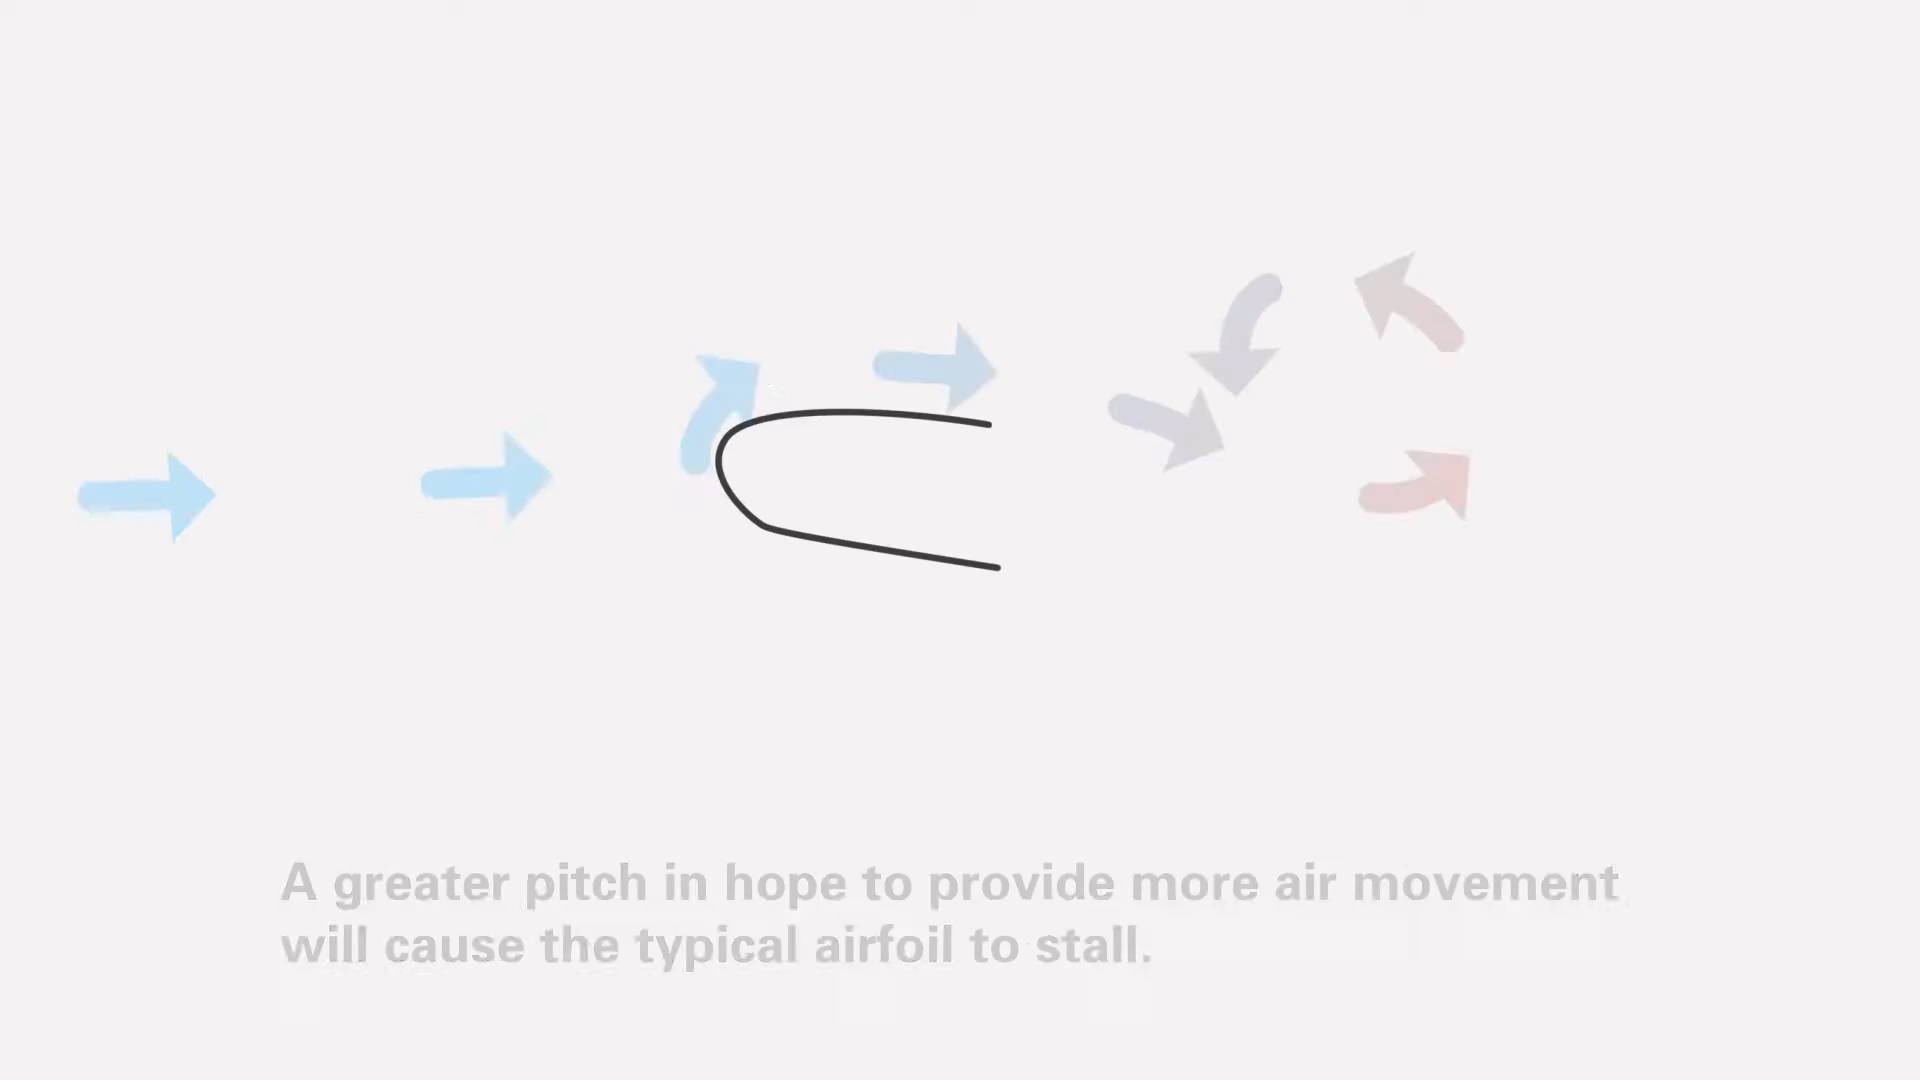 A greater pitch in hope to provide more air movement
will cause the typical airfoil to stall.